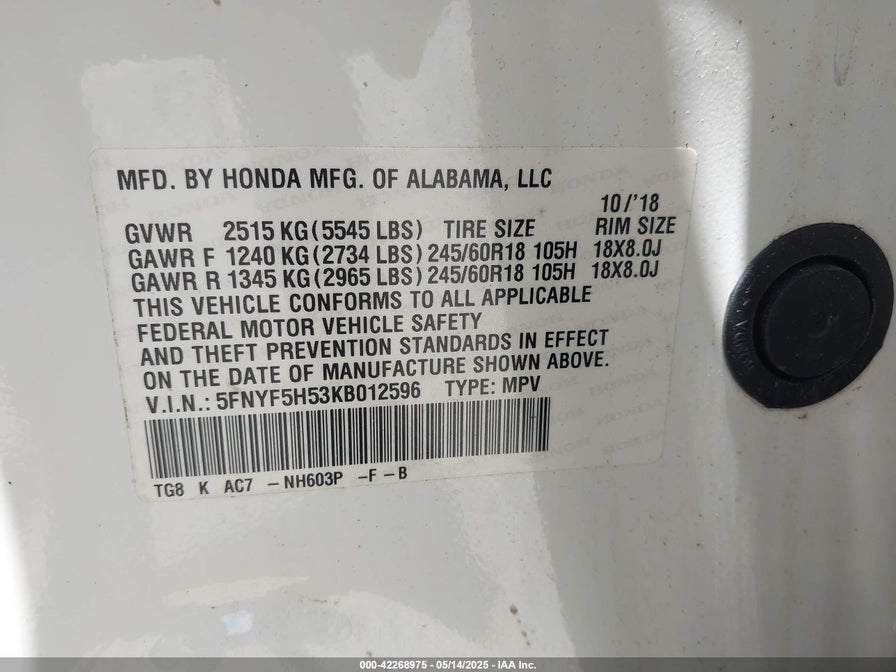 MFD. BY HONDA MFG. OF ALABAMA, LLC
10/'18
GVWR 2515 KG(5545 LBS) TIRE SIZE RIM SIZE
GAWR F 1240 KG(2734 LBS) 245/60R18 105H 18X8.0J
GAWR R 1345 KG(2965 LBS) 245/60R18 105H 18X8.0J
THIS VEHICLE CONFORMS TO ALL APPLICABLE
FEDERAL MOTOR VEHICLE SAFETY
AND THEFT PREVENTION STANDARDS IN EFFECT
ON THE DATE OF MANUFACTURE SHOWN ABOVE.
V.I.N.: 5FNYF5H53KB012596 TYPE: MPV
TG8 K AC7 -NH603P -F-B
000-42268975 - 05/14/2025 - IAA Inc.